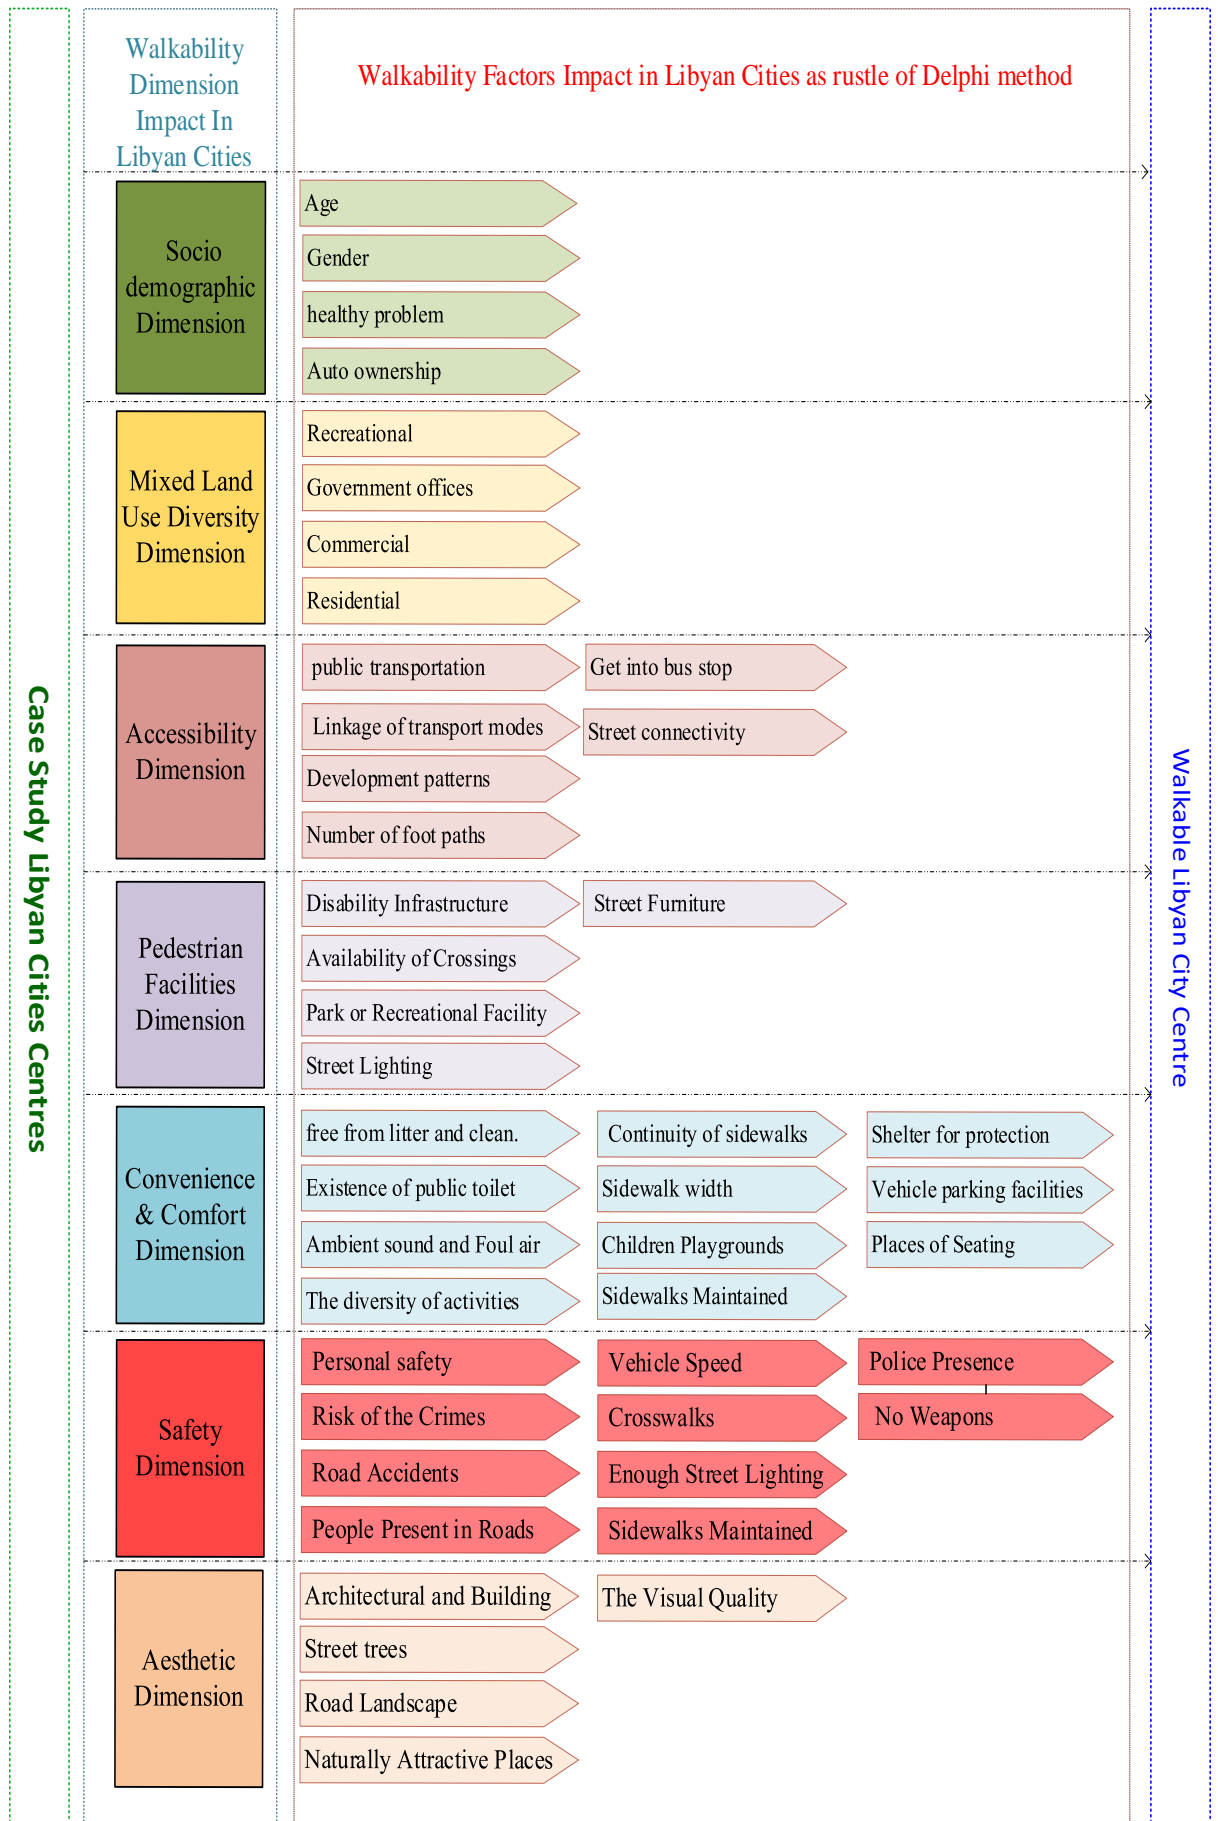 Case Study Libyan Cities Centres
Walkability
Dimension
Impact In
Libyan Cities
Walkability Factors Impact in Libyan Cities as rustle of Delphi method
Socio
demographic
Dimension
Age
Gender
healthy problem
Auto ownership
Mixed Land
Use Diversity
Dimension
Recreational
Government offices
Commercial
Residential
Accessibility
Dimension
public transportation
Get into bus stop
Linkage of transport modes
Street connectivity
Development patterns
Number of foot paths
Pedestrian
Facilities
Dimension
Disability Infrastructure
Street Furniture
Availability of Crossings
Park or Recreational Facility
Street Lighting
Convenience
& Comfort
Dimension
free from litter and clean.
Continuity of sidewalks
Shelter for protection
Existence of public toilet
Sidewalk width
Vehicle parking facilities
Ambient sound and Foul air
Children Playgrounds
Places of Seating
The diversity of activities
Sidewalks Maintained
Safety
Dimension
Personal safety
Vehicle Speed
Police Presence
Risk of the Crimes
Crosswalks
No Weapons
Road Accidents
Enough Street Lighting
People Present in Roads
Sidewalks Maintained
Aesthetic
Dimension
Architectural and Building
The Visual Quality
Street trees
Road Landscape
Naturally Attractive Places
Walkable Libyan City Centre